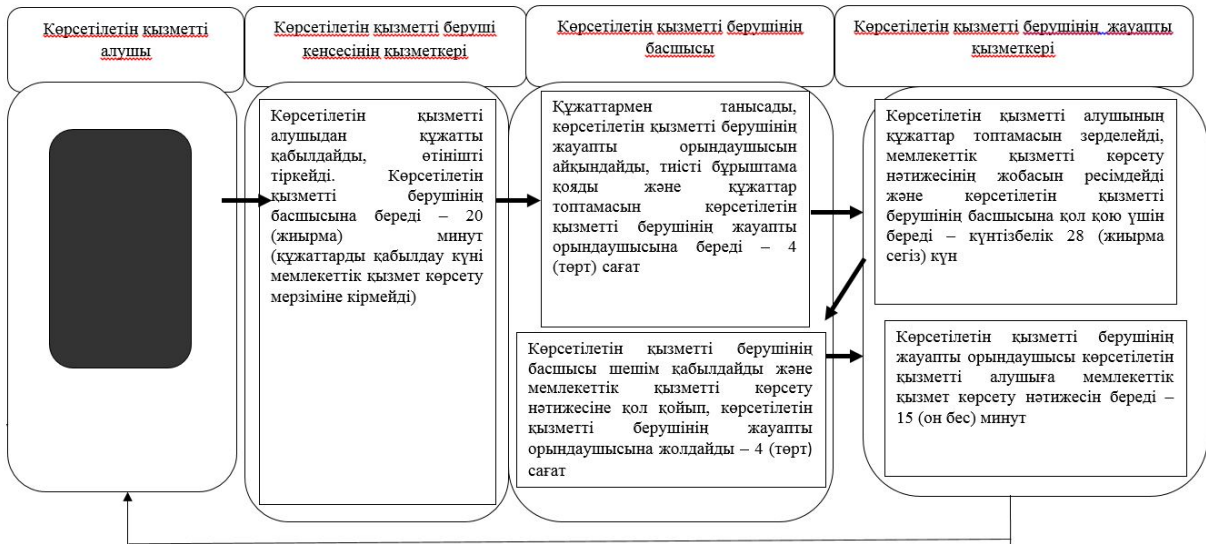 Көрсетілетін қызметті
алушы
Көрсетілетін қызметті беруші
кеңсесінің қызметкері
Көрсетілетін қызметті берушінің
басшысы
Көрсетілетін қызметті берушінің жауапты
қызметкері
Көрсетілетін қызметті
алушыдан құжатты
қабылдайды, өтінішті
тіркейді. Көрсетілетін
қызметті берушінің
басшысына береді – 20
(жиырма) минут
(құжаттарды қабылдау күні
мемлекеттік қызмет көрсету
мерзіміне кірмейді)
Құжаттармен танысады,
көрсетілетін қызметті берушінің
жауапты орындаушысын
айқындайды, тиісті бұрыштама
қояды және құжаттар
топтамасын көрсетілетін
қызметті берушінің жауапты
орындаушысына береді – 4
(төрт) сағат
Көрсетілетін қызметті алушының
құжаттар топтамасын зерделейді,
мемлекеттік қызметті көрсету
нәтижесінің жобасын ресімдейді
және көрсетілетін қызметті
берушінің басшысына қол қою үшін
береді – күнтізбелік 28 (жиырма
сегіз) күн
Көрсетілетін қызметті берушінің
басшысы шешім қабылдайды және
мемлекеттік қызметті көрсету
нәтижесіне қол қойып, көрсетілетін
қызметті берушінің жауапты
орындаушысына жолдайды – 4 (төрт)
сағат
Көрсетілетін қызметті берушінің
жауапты орындаушысы көрсетілетін
қызметті алушыға мемлекеттік
қызмет көрсету нәтижесін береді –
15 (он бес) минут